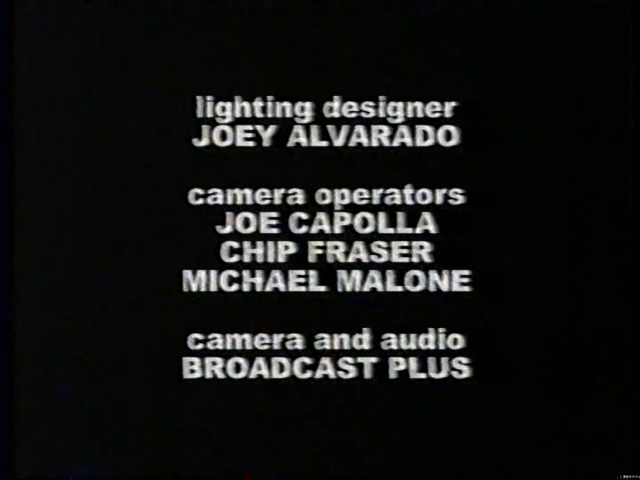 lighting designer
JOEY ALVARADO
camera operators
JOE CAPOLLA
CHIP FRASER
MICHAEL MALONE
camera and audio
BROADCAST PLUS